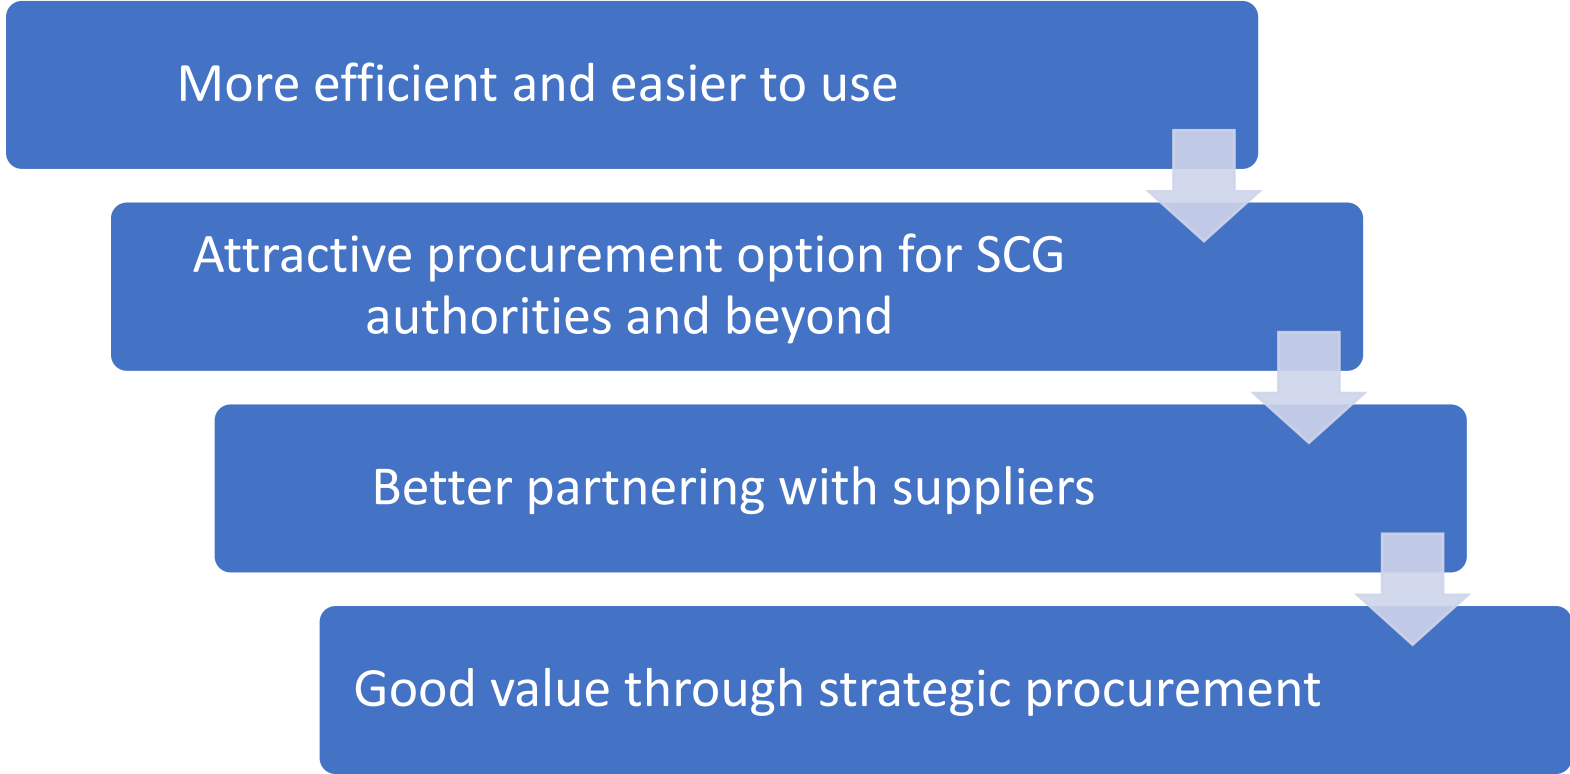 More efficient and easier to use
Attractive procurement option for SCG
authorities and beyond
Better partnering with suppliers
Good value through strategic procurement